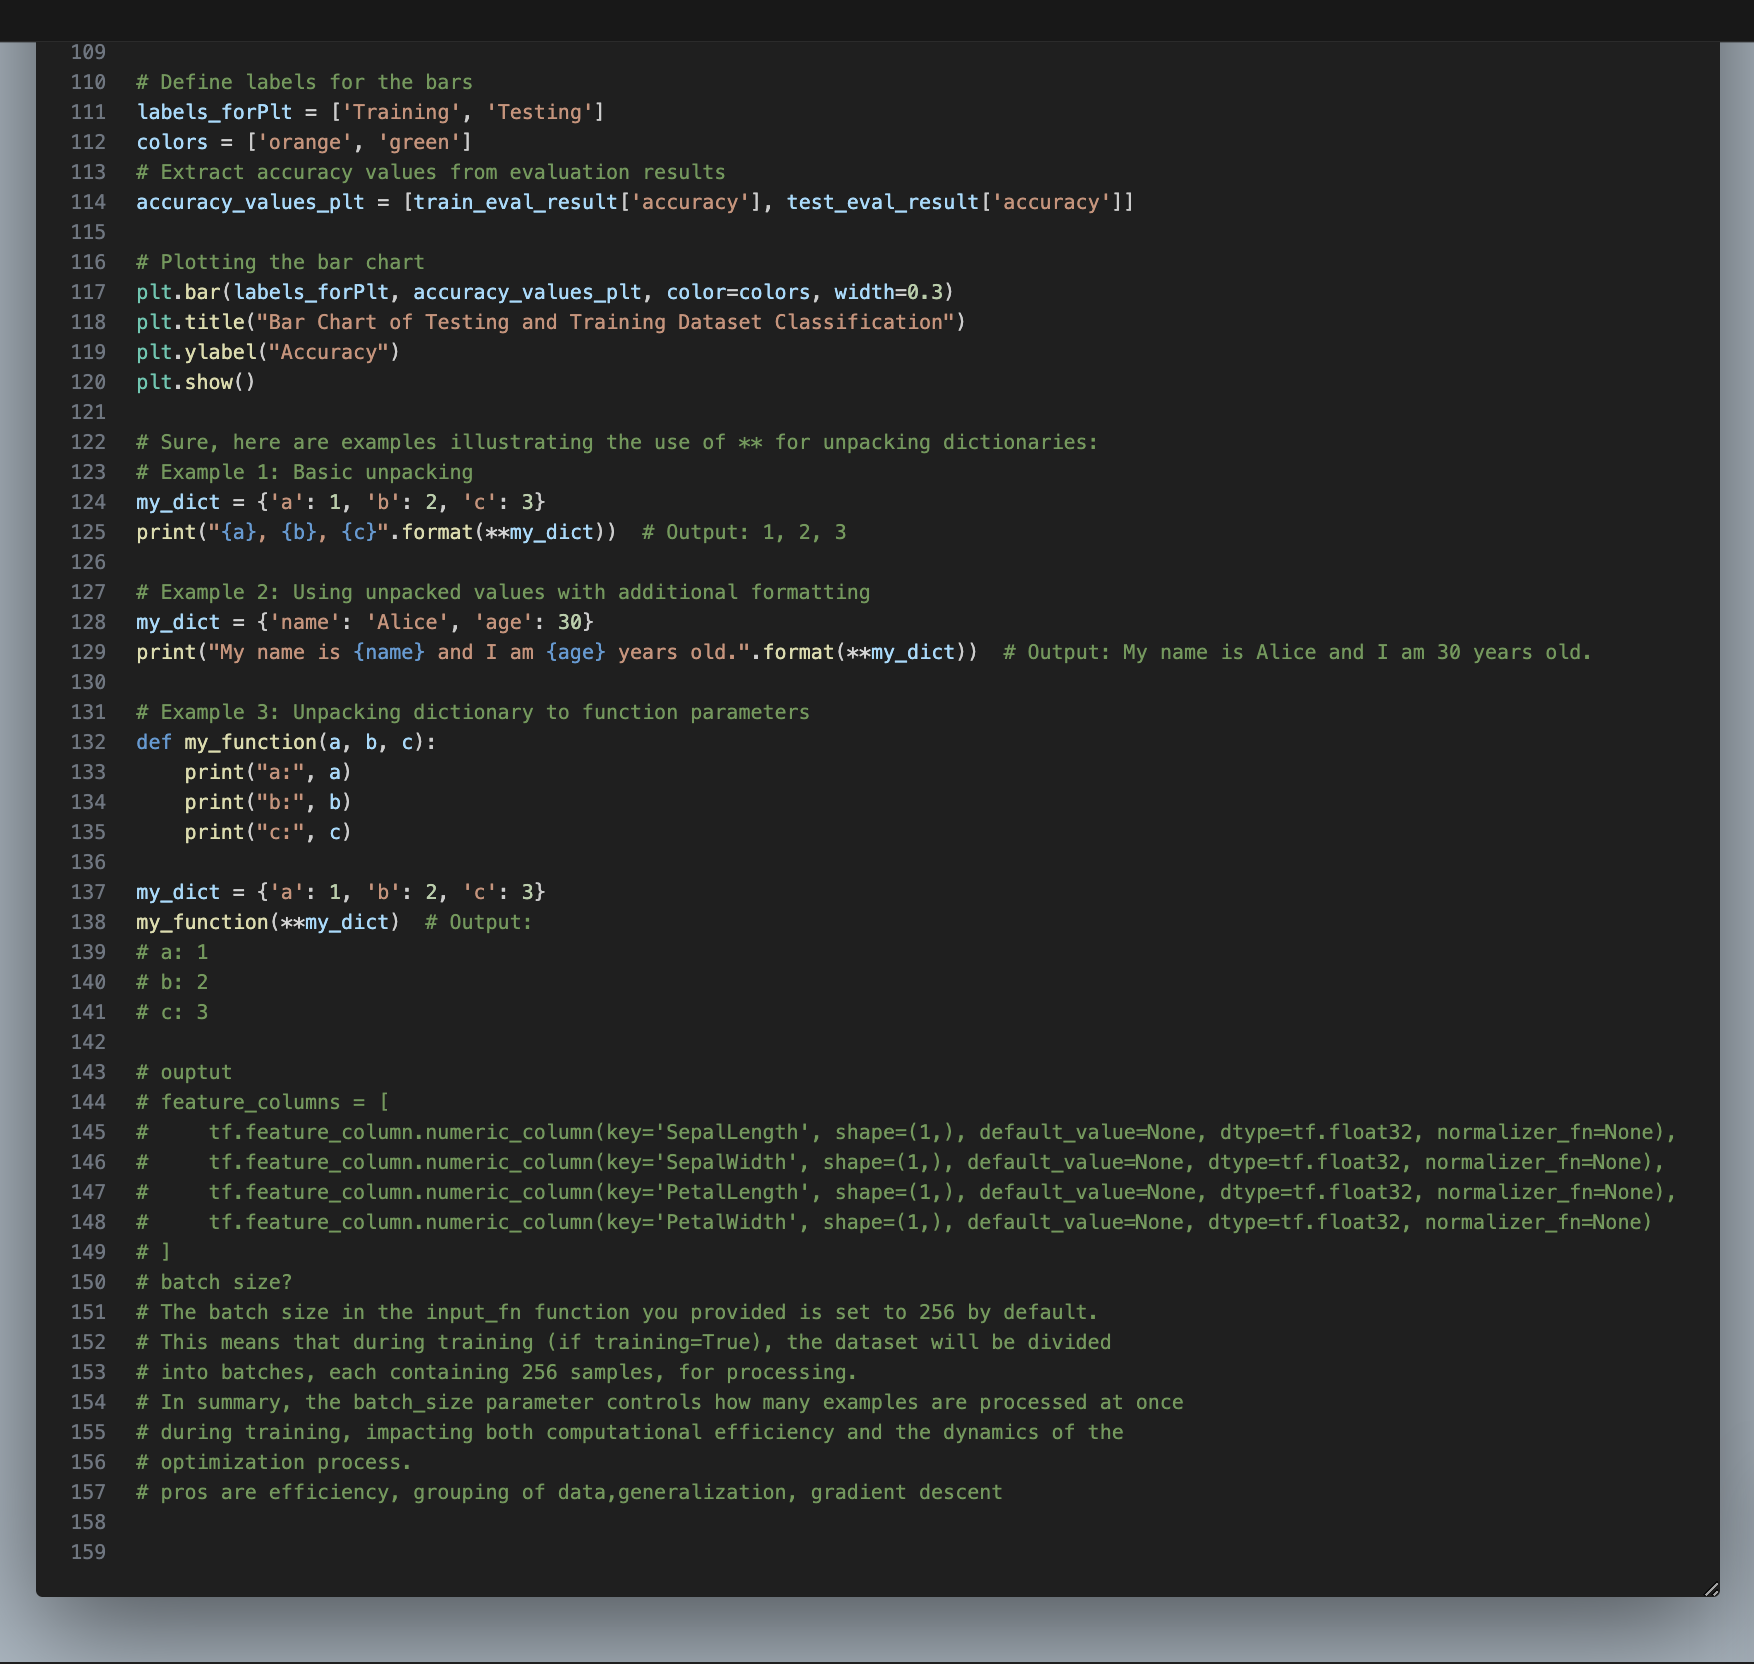 109
110 # Define labels for the bars
111 labels_forPlt = ['Training', 'Testing']
112 colors = ['orange', 'green']
113 # Extract accuracy values from evaluation results
114 accuracy_values_plt = [train_eval_result['accuracy'], test_eval_result['accuracy']]
115
116 # Plotting the bar chart
117 plt.bar(labels_forPlt, accuracy_values_plt, color=colors, width=0.3)
118 plt.title("Bar Chart of Testing and Training Dataset Classification")
119 plt.ylabel("Accuracy")
120 plt.show()
121
122 # Sure, here are examples illustrating the use of ** for unpacking dictionaries:
123 # Example 1: Basic unpacking
124 my_dict = {'a': 1, 'b': 2, 'c': 3}
125 print("{a}, {b}, {c}".format(**my_dict))  # Output: 1, 2, 3
126
127 # Example 2: Using unpacked values with additional formatting
128 my_dict = {'name': 'Alice', 'age': 30}
129 print("My name is {name} and I am {age} years old.".format(**my_dict))  # Output: My name is Alice and I am 30 years old.
130
131 # Example 3: Unpacking dictionary to function parameters
132 def my_function(a, b, c):
133     print("a:", a)
134     print("b:", b)
135     print("c:", c)
136
137 my_dict = {'a': 1, 'b': 2, 'c': 3}
138 my_function(**my_dict)  # Output:
139 # a: 1
140 # b: 2
141 # c: 3
142
143 # ouptut
144 # feature_columns = [
145 #     tf.feature_column.numeric_column(key='SepalLength', shape=(1,), default_value=None, dtype=tf.float32, normalizer_fn=None),
146 #     tf.feature_column.numeric_column(key='SepalWidth', shape=(1,), default_value=None, dtype=tf.float32, normalizer_fn=None),
147 #     tf.feature_column.numeric_column(key='PetalLength', shape=(1,), default_value=None, dtype=tf.float32, normalizer_fn=None),
148 #     tf.feature_column.numeric_column(key='PetalWidth', shape=(1,), default_value=None, dtype=tf.float32, normalizer_fn=None)
149 # ]
150 # batch size?
151 # The batch size in the input_fn function you provided is set to 256 by default.
152 # This means that during training (if training=True), the dataset will be divided
153 # into batches, each containing 256 samples, for processing.
154 # In summary, the batch_size parameter controls how many examples are processed at once
155 # during training, impacting both computational efficiency and the dynamics of the
156 # optimization process.
157 # pros are efficiency, grouping of data,generalization, gradient descent
158
159